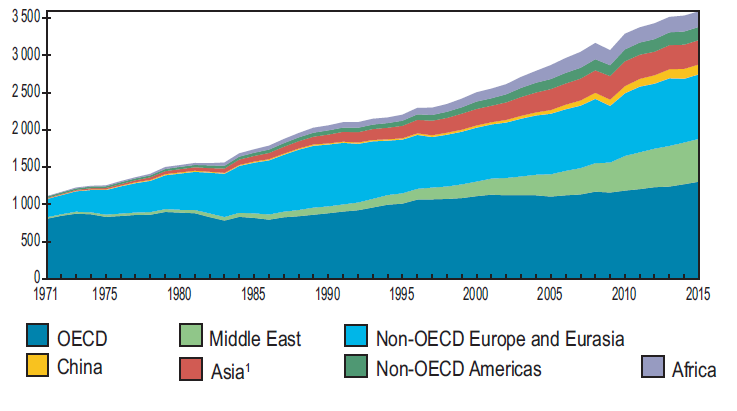 3 500
3 000
2 500
2 000
1 500
1 000
500
0
1971 1975 1980 1985 1990 1995 2000 2005 2010 2015
OECD Middle East Non-OECD Europe and Eurasia
China Asia¹ Non-OECD Americas Africa